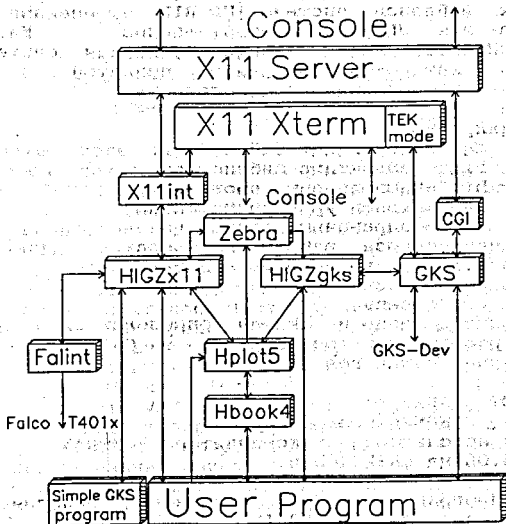 Console
X11 Server
X11 Xterm
TEK
mode
X11int
Console
CGI
Zebra
HIGZx11
HIGZgks
GKS
Falint
Hplot5
GKS-Dev
Hbook4
Falco
T401x
Simple GKS
program
User Program